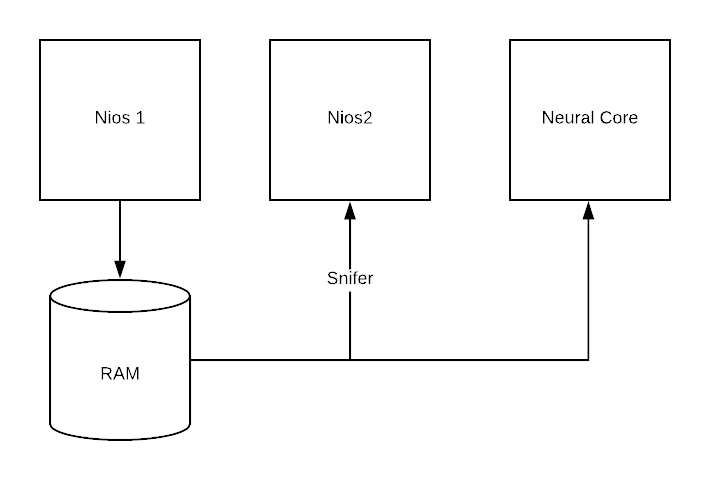 Nios 1
Nios2
Neural Core
Snifer
RAM